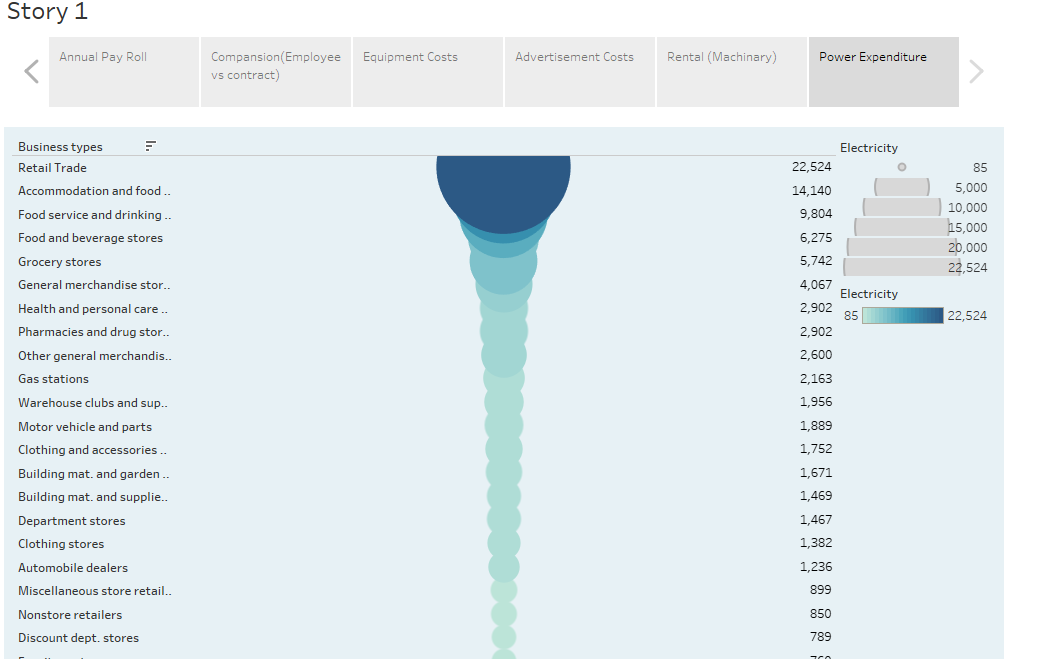 Story 1
Annual Pay Roll
Compansion(Employee
vs contract)
Equipment Costs
Advertisement Costs
Rental (Machinary)
Power Expenditure
Business types
Retail Trade 22,524
Accommodation and food .. 14,140
Food service and drinking .. 9,804
Food and beverage stores 6,275
Grocery stores 5,742
General merchandise stor.. 4,067
Health and personal care .. 2,902
Pharmacies and drug stor.. 2,902
Other general merchandis.. 2,600
Gas stations 2,163
Warehouse clubs and sup.. 1,956
Motor vehicle and parts 1,889
Clothing and accessories .. 1,752
Building mat. and garden .. 1,671
Building mat. and supplie.. 1,469
Department stores 1,467
Clothing stores 1,382
Automobile dealers 1,236
Miscellaneous store retail.. 899
Nonstore retailers 850
Discount dept. stores 789
Electricity
85
5,000
10,000
15,000
20,000
22,524
Electricity
85 22,524